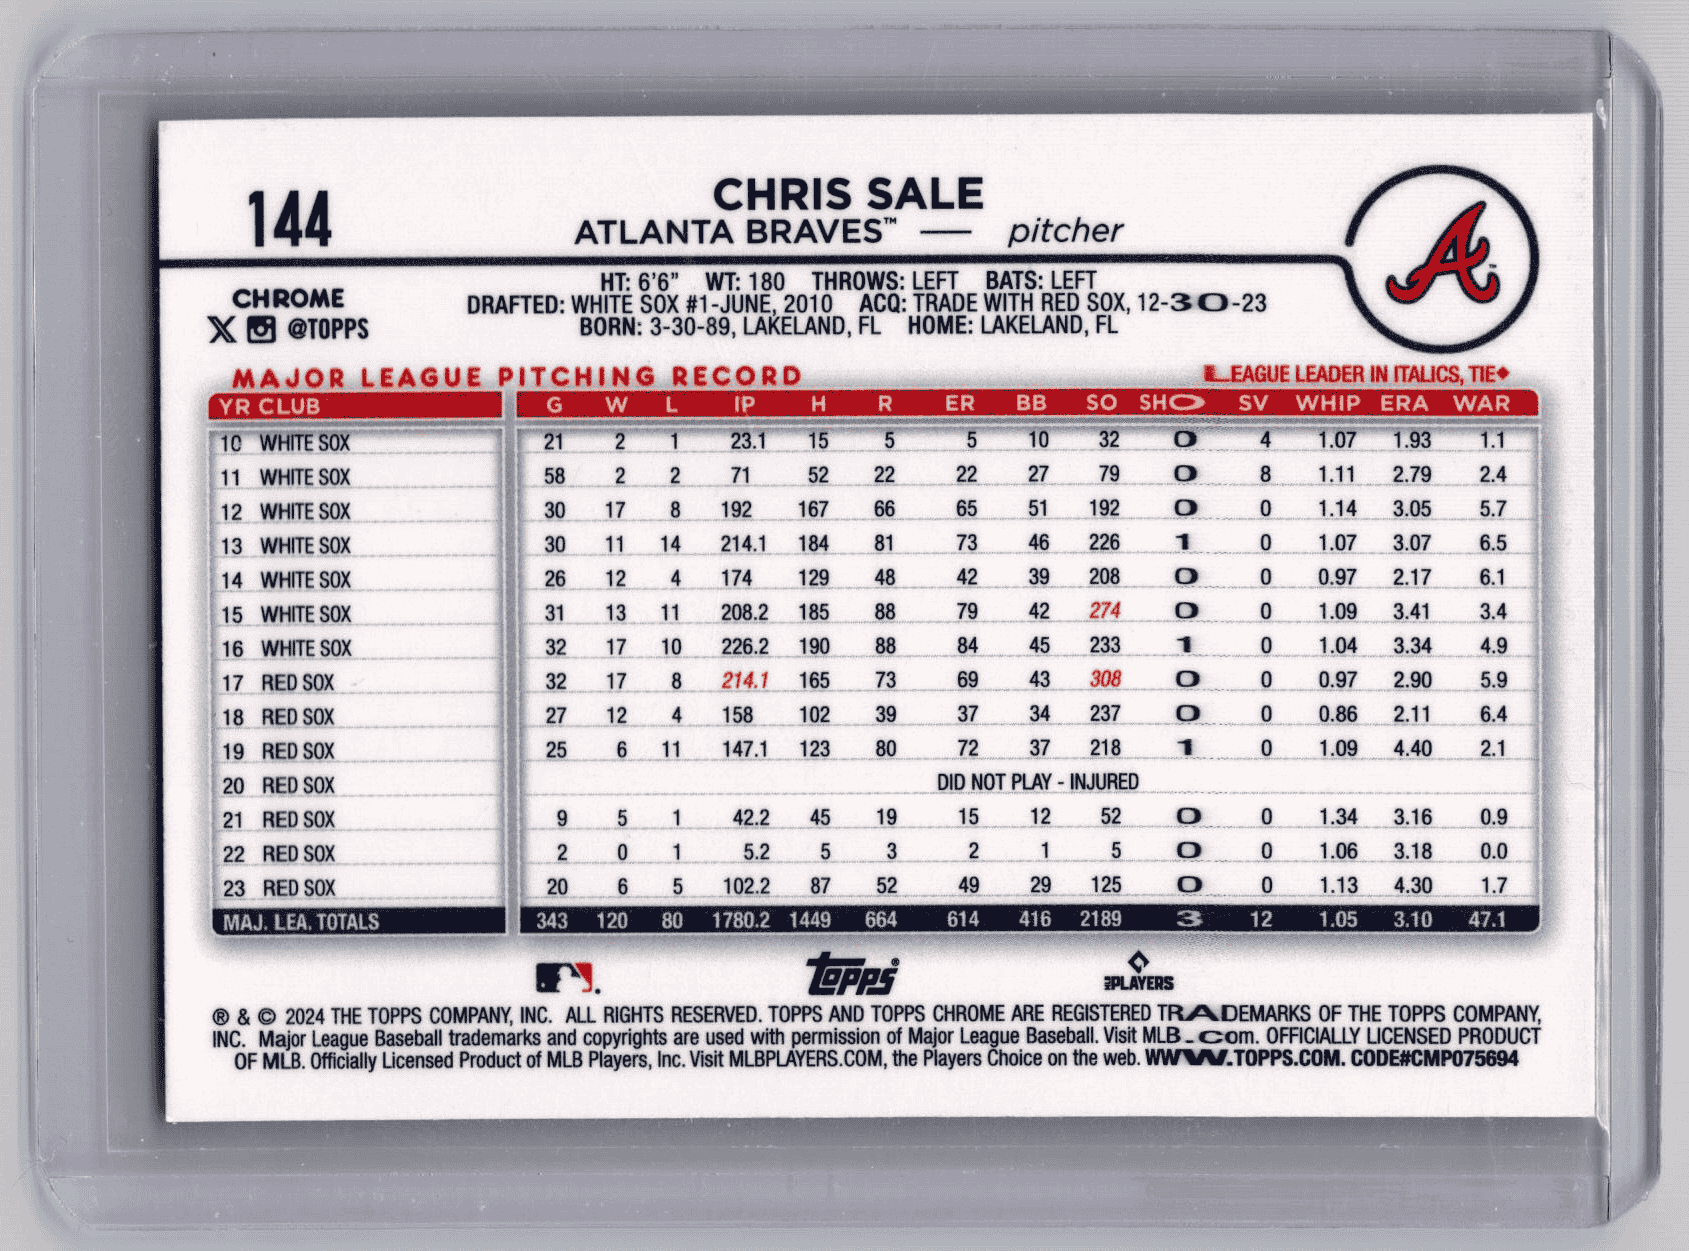 144
CHRIS SALE
ATLANTA BRAVES™ — pitcher
HT: 6'6" WT: 180 THROWS: LEFT BATS: LEFT
DRAFTED: WHITE SOX #1-JUNE, 2010 ACQ: TRADE WITH RED SOX, 12-30-23
BORN: 3-30-89, LAKELAND, FL HOME: LAKELAND, FL
CHROME
@TOPPS
MAJOR LEAGUE PITCHING RECORD LEAGUE LEADER IN ITALICS, TIE◆
YR CLUB G W L IP H R ER BB SO SHO SV WHIP ERA WAR
10 WHITE SOX 21 2 1 23.1 15 5 5 10 32 0 4 1.07 1.93 1.1
11 WHITE SOX 58 2 2 71 52 22 22 27 79 0 8 1.11 2.79 2.4
12 WHITE SOX 30 17 8 192 167 66 65 51 192 0 0 1.14 3.05 5.7
13 WHITE SOX 30 11 14 214.1 184 81 73 46 226 1 0 1.07 3.07 6.5
14 WHITE SOX 26 12 4 174 129 48 42 39 208 0 0 0.97 2.17 6.1
15 WHITE SOX 31 13 11 208.2 185 88 79 42 274 0 0 1.09 3.41 3.4
16 WHITE SOX 32 17 10 226.2 190 88 84 45 233 1 0 1.04 3.34 4.9
17 RED SOX 32 17 8 214.1 165 73 69 43 308 0 0 0.97 2.90 5.9
18 RED SOX 27 12 4 158 102 39 37 34 237 0 0 0.86 2.11 6.4
19 RED SOX 25 6 11 147.1 123 80 72 37 218 1 0 1.09 4.40 2.1
20 RED SOX DID NOT PLAY - INJURED
21 RED SOX 9 5 1 42.2 45 19 15 12 52 0 0 1.34 3.16 0.9
22 RED SOX 2 0 1 5.2 5 3 2 1 5 0 0 1.06 3.18 0.0
23 RED SOX 20 6 5 102.2 87 52 49 29 125 0 0 1.13 4.30 1.7
MAJ. LEA. TOTALS 343 120 80 1780.2 1449 664 614 416 2189 3 12 1.05 3.10 47.1
Topps® PLAYERS
® & © 2024 THE TOPPS COMPANY, INC. ALL RIGHTS RESERVED. TOPPS AND TOPPS CHROME ARE REGISTERED TRADEMARKS OF THE TOPPS COMPANY,
INC. Major League Baseball trademarks and copyrights are used with permission of Major League Baseball. Visit MLB.com. OFFICIALLY LICENSED PRODUCT
OF MLB. Officially Licensed Product of MLB Players, Inc. Visit MLBPLAYERS.COM, the Players Choice on the web. WWW.TOPPS.COM. CODE#CMP075694